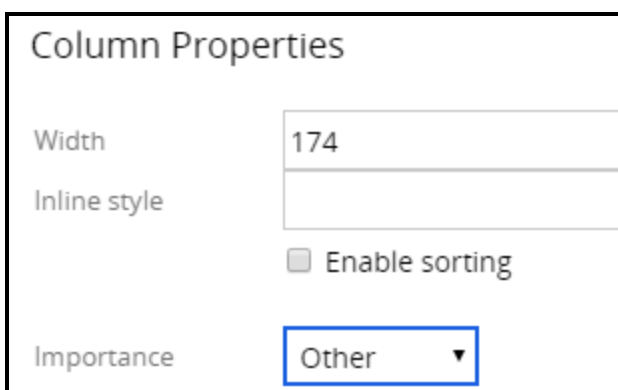 Column Properties
Width 174
Inline style
Enable sorting
Importance Other